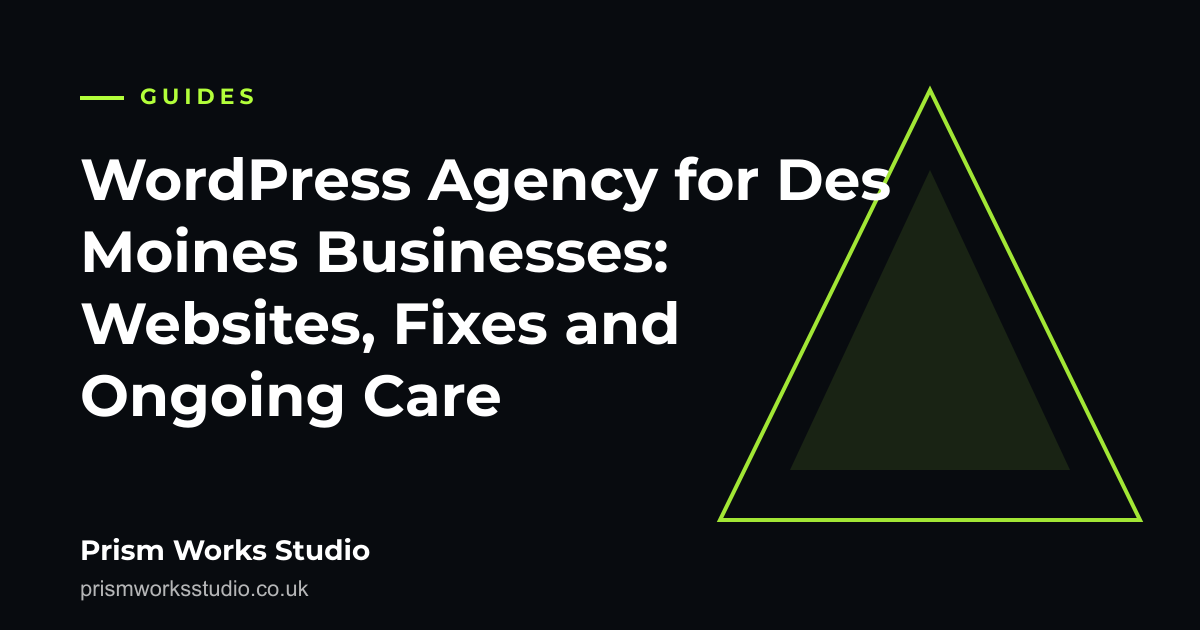 GUIDES
WordPress Agency for Des
Moines Businesses:
Websites, Fixes and
Ongoing Care
Prism Works Studio
prismworksstudio.co.uk